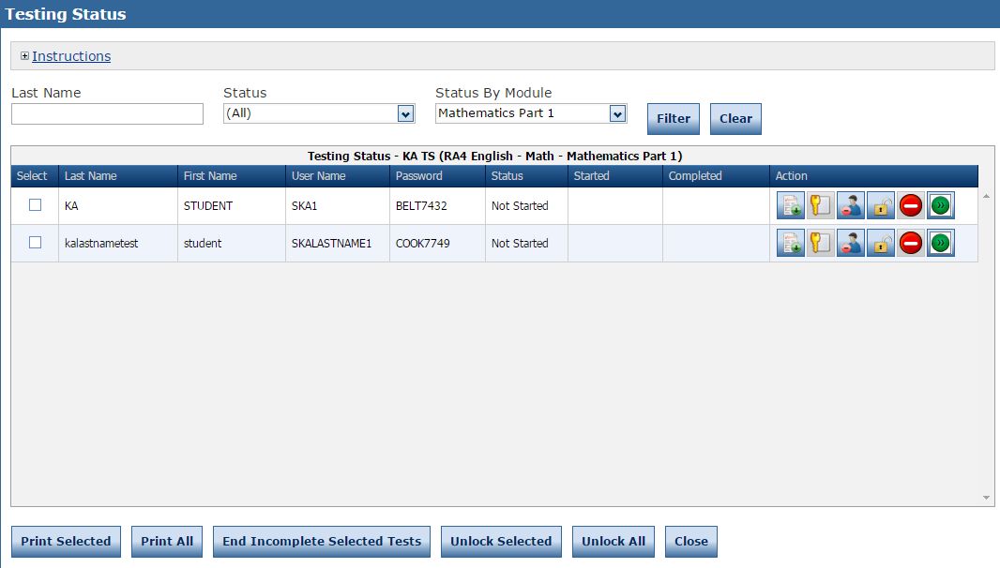 Testing Status
Instructions
Last Name Status Status By Module
(All) Mathematics Part 1
Filter Clear
Testing Status - KA TS (RA4 English - Math - Mathematics Part 1)
Select Last Name First Name User Name Password Status Started Completed Action
KA STUDENT SKA1 BELT7432 Not Started
kalastnametest student SKALASTNAME1 COOK7749 Not Started
Print Selected Print All End Incomplete Selected Tests Unlock Selected Unlock All Close